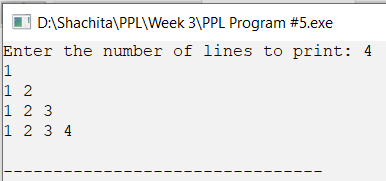 D:\Shachita\PPL\Week 3\PPL Program #5.exe
Enter the number of lines to print: 4
1
1 2
1 2 3
1 2 3 4
--------------------------------